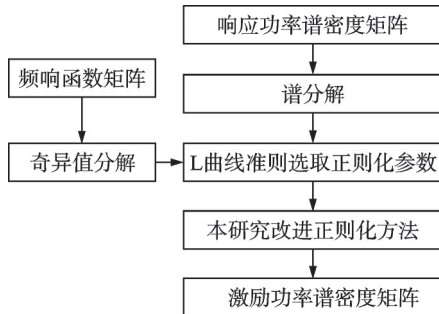 响应功率谱密度矩阵
频响函数矩阵
谱分解
奇异值分解
L曲线准则选取正则化参数
本研究改进正则化方法
激励功率谱密度矩阵